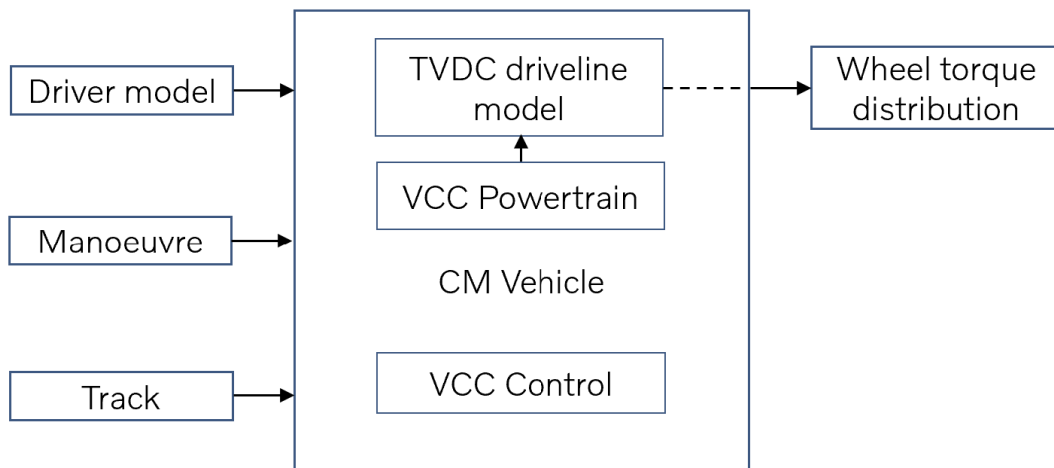 Driver model
Manoeuvre
Track
TVDC driveline
model
VCC Powertrain
CM Vehicle
VCC Control
Wheel torque
distribution